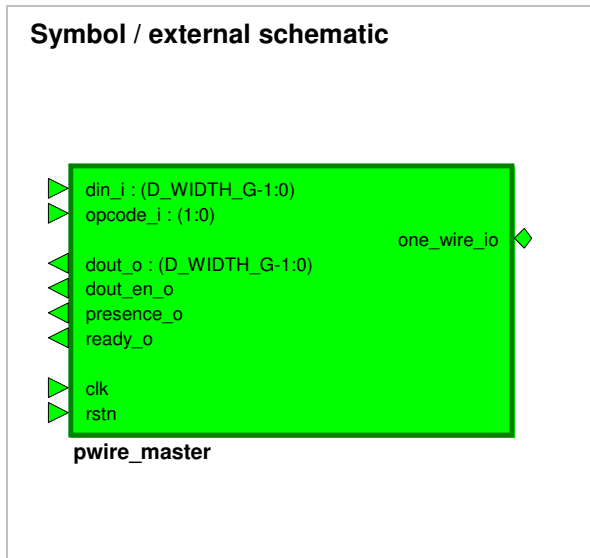 Symbol / external schematic
din_i : (D_WIDTH_G-1:0)
opcode_i : (1:0)
one_wire_io
dout_o : (D_WIDTH_G-1:0)
dout_en_o
presence_o
ready_o
clk
rstn
pwire_master